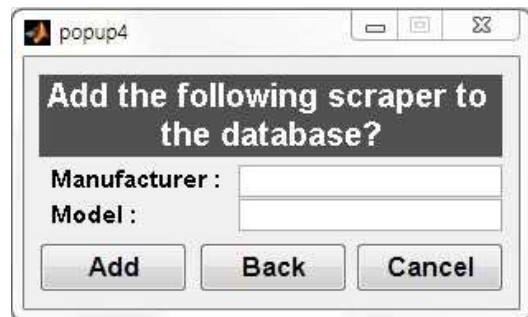 popup4
Add the following scraper to
the database?
Manufacturer :
Model :
Add Back Cancel